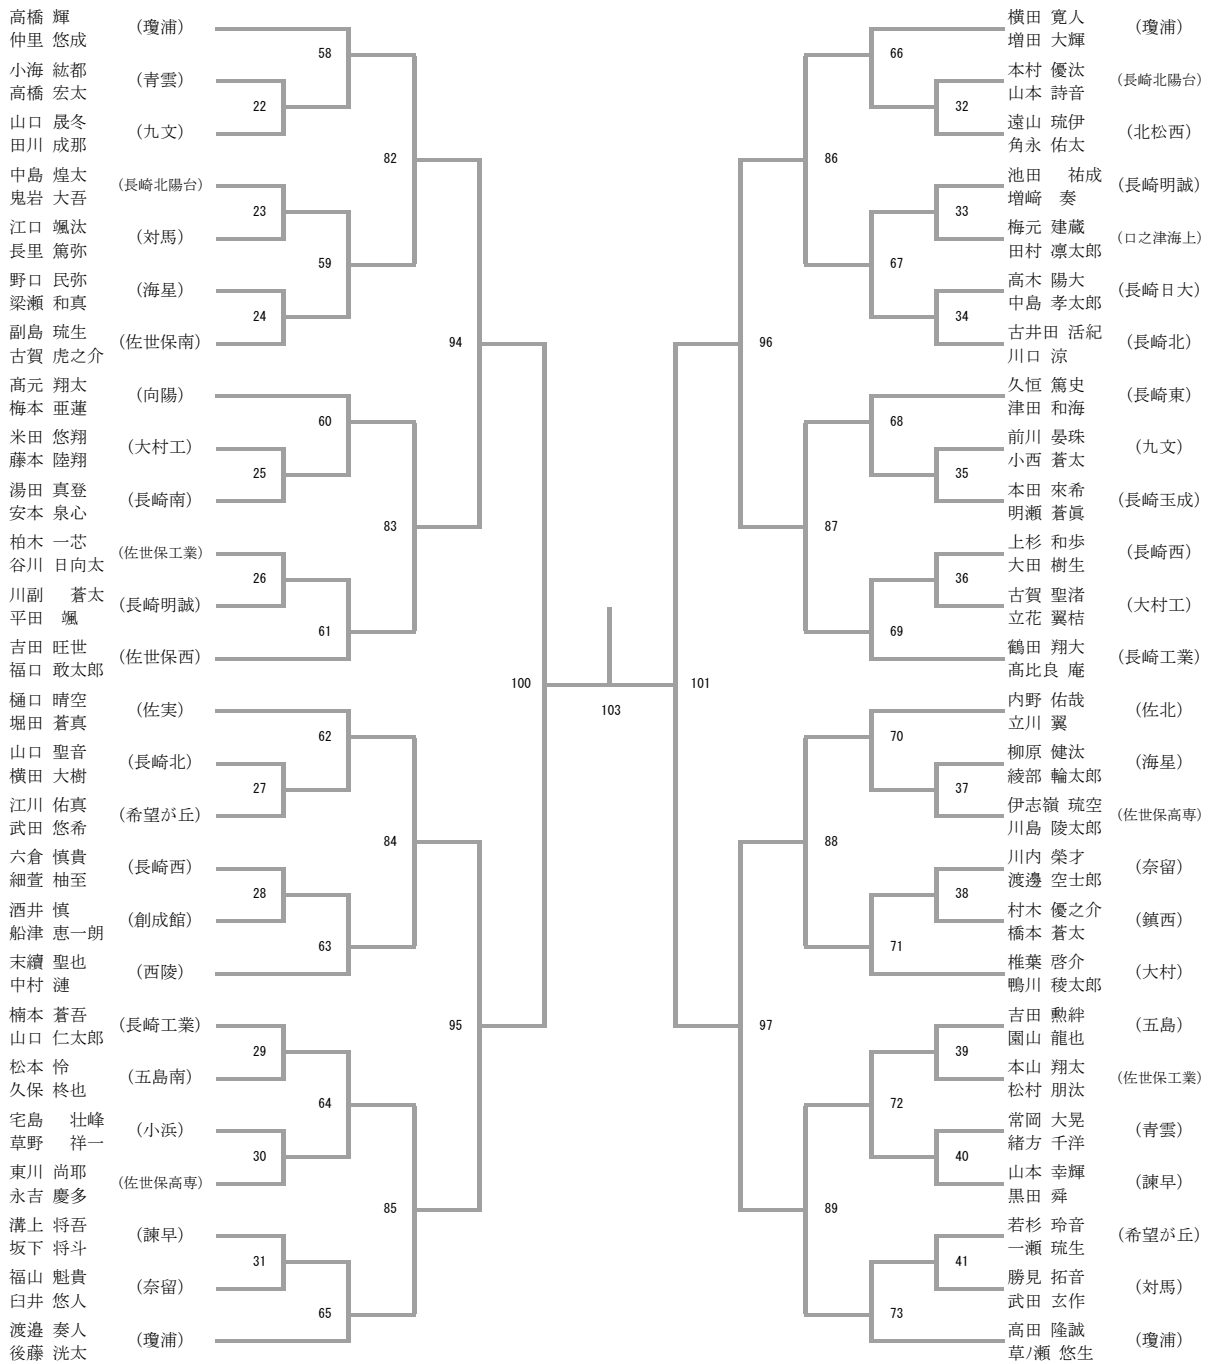 高橋 輝
仲里 悠成
(瓊浦)
小海 紘都
高橋 宏太
(青雲)
山口 晟冬
田川 成那
(九文)
中島 煌太
鬼岩 大吾
(長崎北陽台)
江口 颯汰
長里 篤弥
(対馬)
野口 民弥
梁瀬 和真
(海星)
副島 琉生
古賀 虎之介
(佐世保南)
髙元 翔太
梅本 亜蓮
(向陽)
米田 悠翔
藤本 陸翔
(大村工)
湯田 真登
安本 泉心
(長崎南)
柏木 一芯
谷川 日向太
(佐世保工業)
川副 蒼太
平田 颯
(長崎明誠)
吉田 旺世
福口 敢太郎
(佐世保西)
樋口 晴空
堀田 蒼真
(佐実)
山口 聖音
横田 大樹
(長崎北)
江川 佑真
武田 悠希
(希望が丘)
六倉 慎貴
細萱 柚至
(長崎西)
酒井 慎
船津 恵一朗
(創成館)
末續 聖也
中村 漣
(西陵)
楠本 蒼吾
山口 仁太郎
(長崎工業)
松本 怜
久保 柊也
(五島南)
宅島 壮峰
草野 祥一
(小浜)
東川 尚耶
永吉 慶多
(佐世保高専)
溝上 将吾
坂下 将斗
(諫早)
福山 魁貴
臼井 悠人
(奈留)
渡邉 奏人
後藤 洸太
(瓊浦)
58
22
82
23
59
24
94
60
25
83
26
61
100
62
27
84
28
63
95
29
64
30
85
31
65
103
66
32
86
33
67
34
96
68
35
87
36
69
101
70
37
88
38
71
97
39
72
40
89
41
73
横田 寛人
増田 大輝
(瓊浦)
本村 優汰
山本 詩音
(長崎北陽台)
遠山 琉伊
角永 佑太
(北松西)
池田 祐成
増﨑 奏
(長崎明誠)
梅元 建蔵
田村 凛太郎
(口之津海上)
高木 陽大
中島 孝太郎
(長崎日大)
古井田 活紀
川口 涼
(長崎北)
久恒 篤史
津田 和海
(長崎東)
前川 晏珠
小西 蒼太
(九文)
本田 來希
明瀬 蒼眞
(長崎玉成)
上杉 和歩
大田 樹生
(長崎西)
古賀 聖渚
立花 翼桔
(大村工)
鶴田 翔大
髙比良 庵
(長崎工業)
内野 佑哉
立川 翼
(佐北)
柳原 健汰
綾部 輪太郎
(海星)
伊志嶺 琉空
川島 陵太郎
(佐世保高専)
川内 榮才
渡邊 空士郎
(奈留)
村木 優之介
橋本 蒼太
(鎮西)
椎葉 啓介
鴨川 稜太郎
(大村)
吉田 勲絆
園山 龍也
(五島)
本山 翔太
松村 朋汰
(佐世保工業)
常岡 大晃
緒方 千洋
(青雲)
山本 幸輝
黒田 舜
(諫早)
若杉 玲音
一瀬 琉生
(希望が丘)
勝見 拓音
武田 玄作
(対馬)
高田 隆誠
草ノ瀬 悠生
(瓊浦)